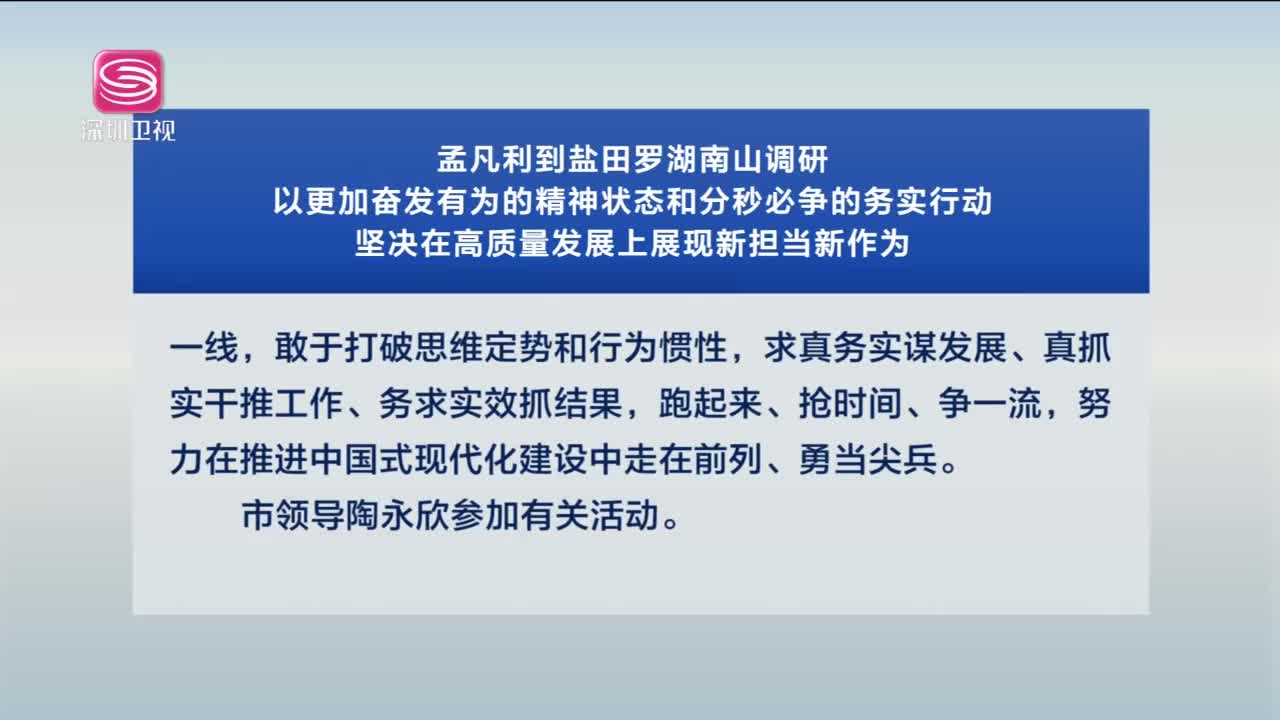 深圳卫视
孟凡利到盐田罗湖南山调研
以更加奋发有为的精神状态和分秒必争的务实行动
坚决在高质量发展上展现新担当新作为
一线，敢于打破思维定势和行为惯性，求真务实谋发展、真抓
实干推工作、务求实效抓结果，跑起来、抢时间、争一流，努
力在推进中国式现代化建设中走在前列、勇当尖兵。
市领导陶永欣参加有关活动。